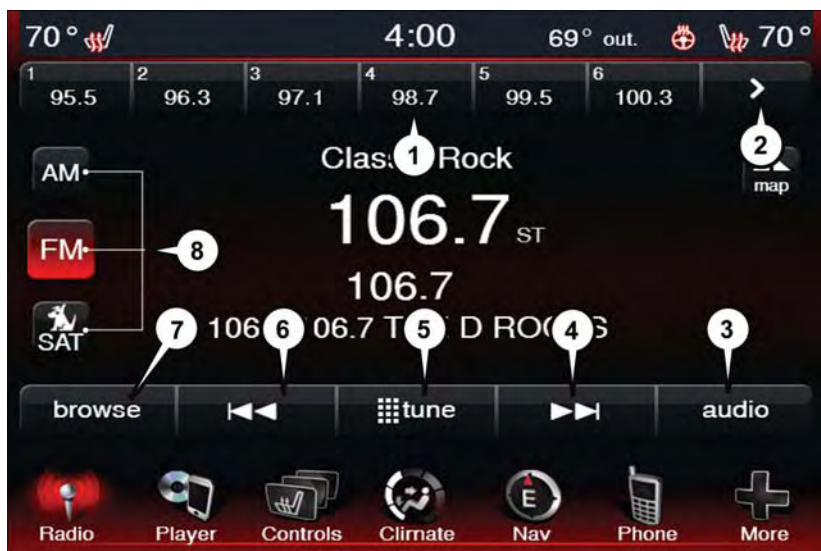 70° 4:00 69° out. 70°
1 2 3 4 5 6
95.5 96.3 97.1 98.7 99.5 100.3 >
1 2
Rock
map
AM
106.7 ST
FM 8
106.7
SAT
7 6 5 4 3
browse tune audio
E
Radio Player Controls Climate Nav Phone More